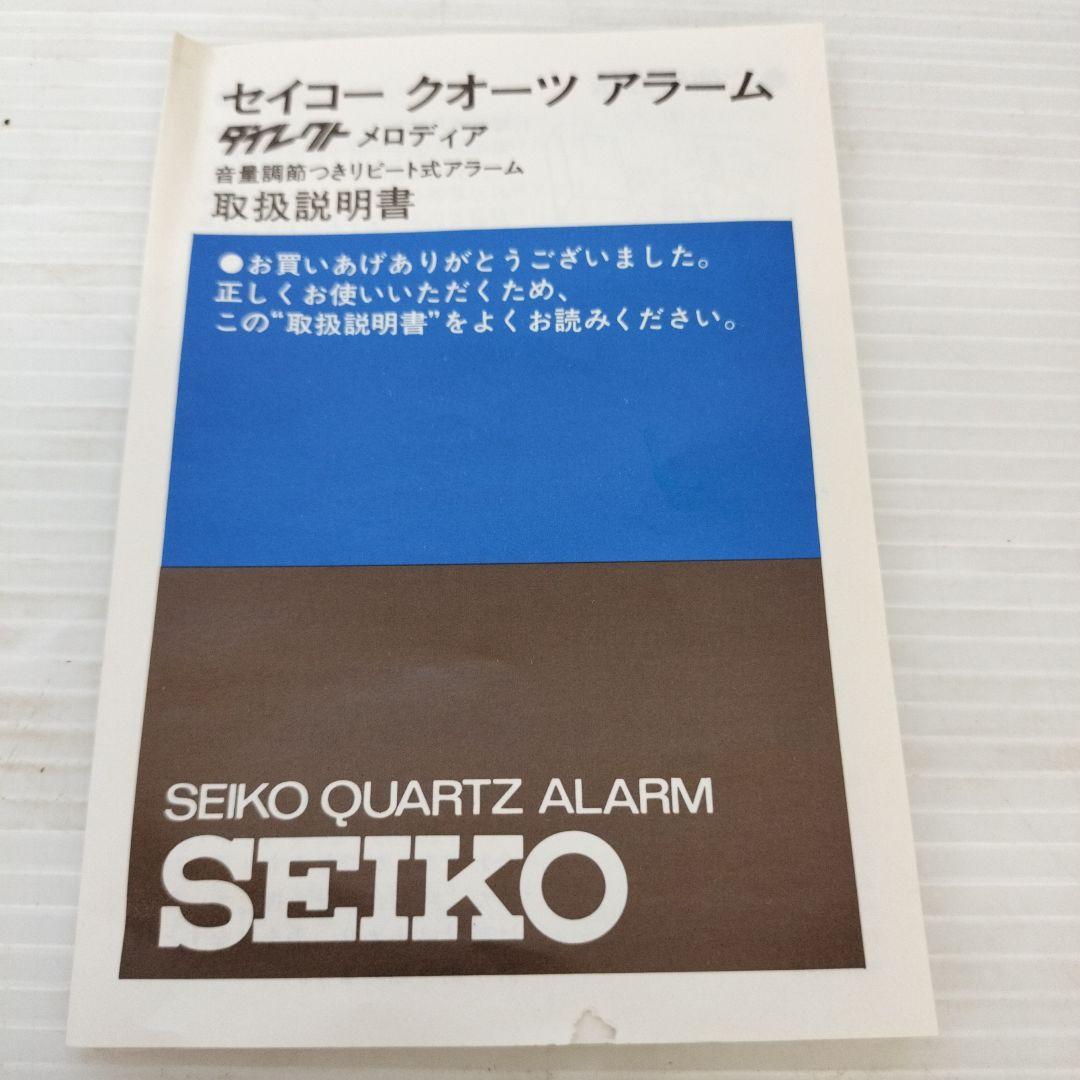 セイコー クオーツ アラーム
ダイレクト メロディア
音量調節つきリピート式アラーム
取扱説明書
●お買いあげありがとうございました。
正しくお使いいただくため、
この“取扱説明書”をよくお読みください。
SEIKO QUARTZ ALARM
SEIKO